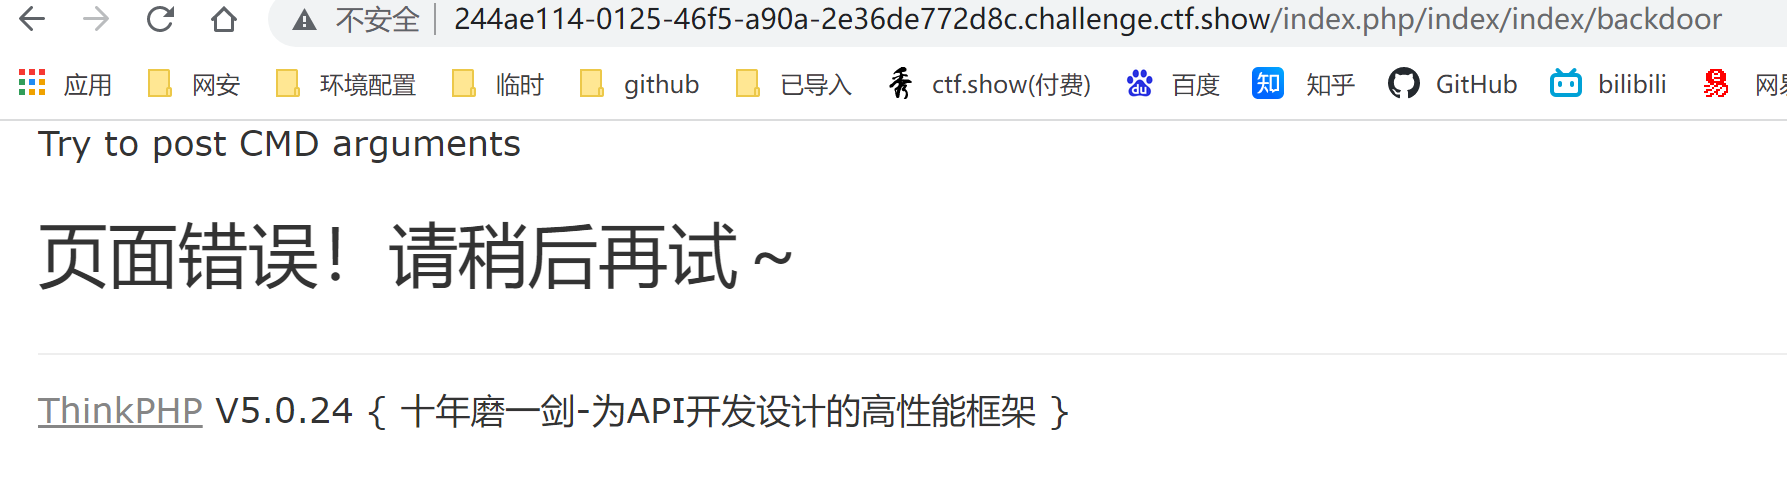 不安全 244ae114-0125-46f5-a90a-2e36de772d8c.challenge.ctf.show/index.php/index/index/backdoor
应用 网安 环境配置 临时 github 已导入 秀 ctf.show(付费) du 百度 知 知乎 GitHub bilibili 网易
Try to post CMD arguments
页面错误！请稍后再试～
ThinkPHP V5.0.24 { 十年磨一剑-为API开发设计的高性能框架 }